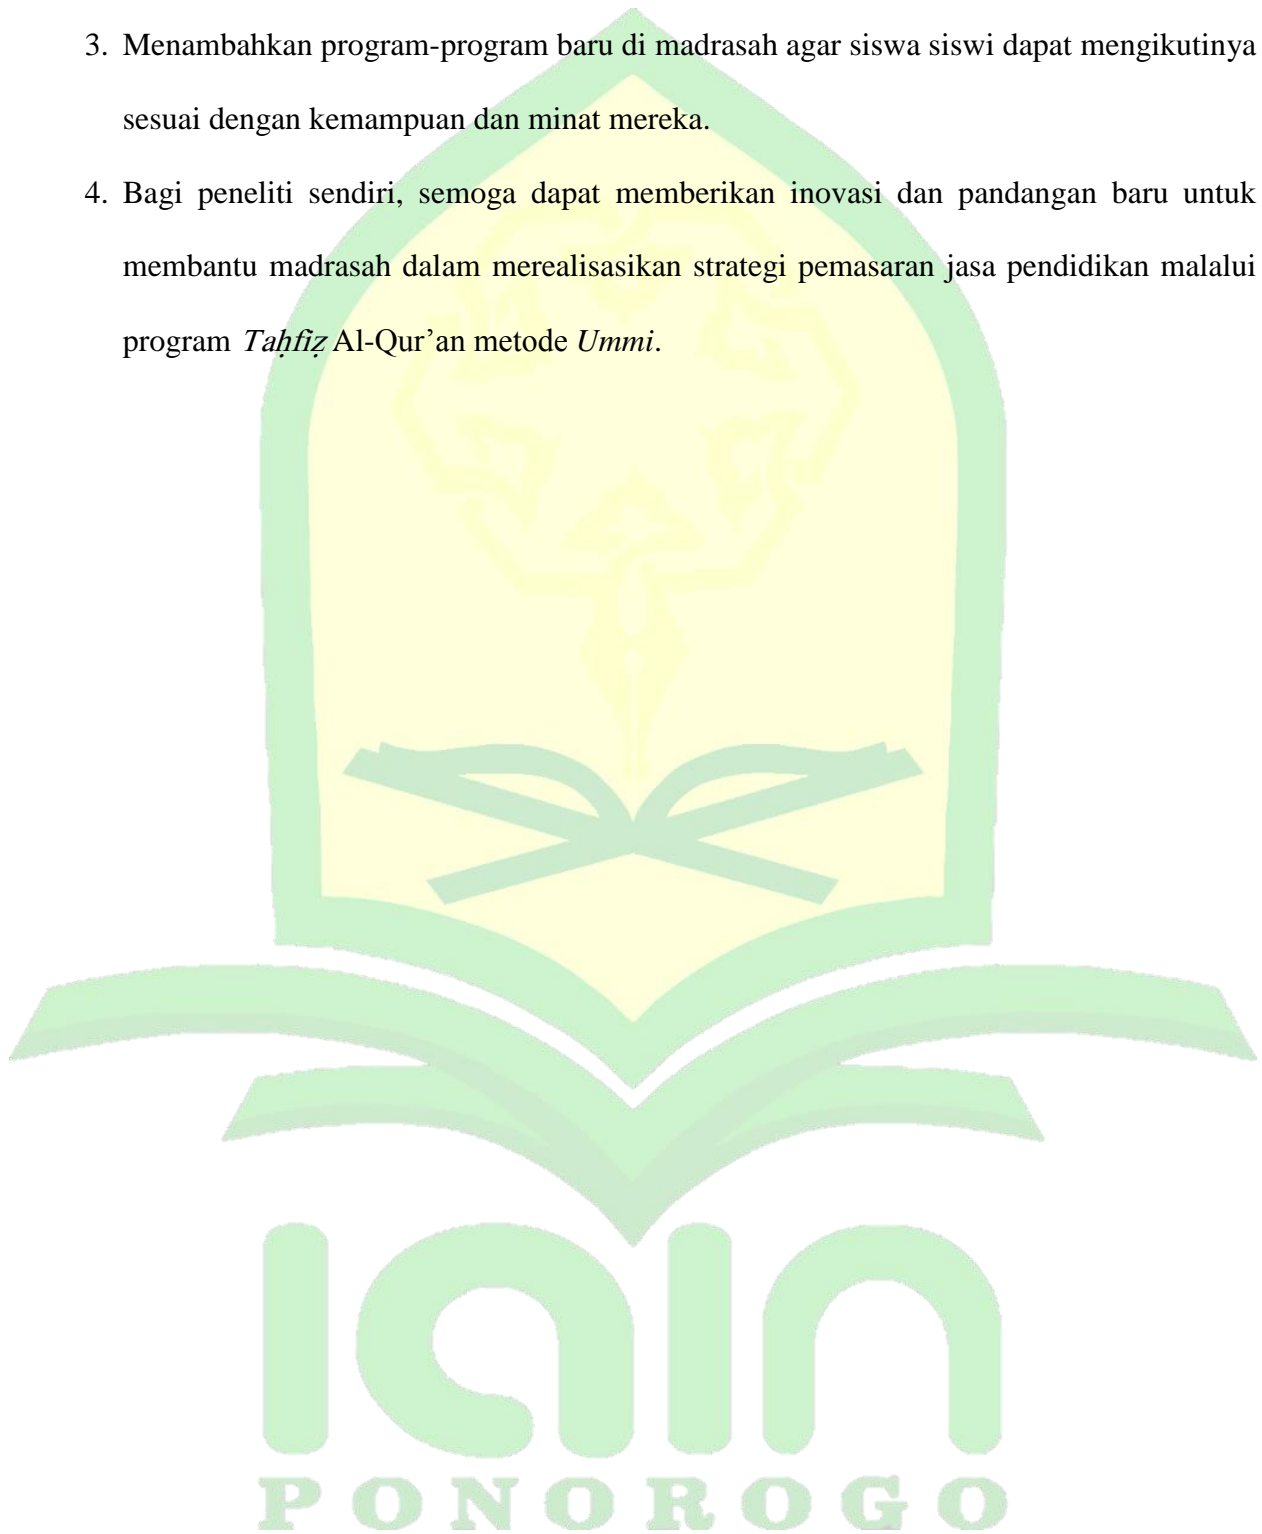 3. Menambahkan program-program baru di madrasah agar siswa siswi dapat mengikutinya
sesuai dengan kemampuan dan minat mereka.
4. Bagi peneliti sendiri, semoga dapat memberikan inovasi dan pandangan baru untuk
membantu madrasah dalam merealisasikan strategi pemasaran jasa pendidikan malalui
program Taḥfiẓ Al-Qur’an metode Ummi.
iain
PONOROGO